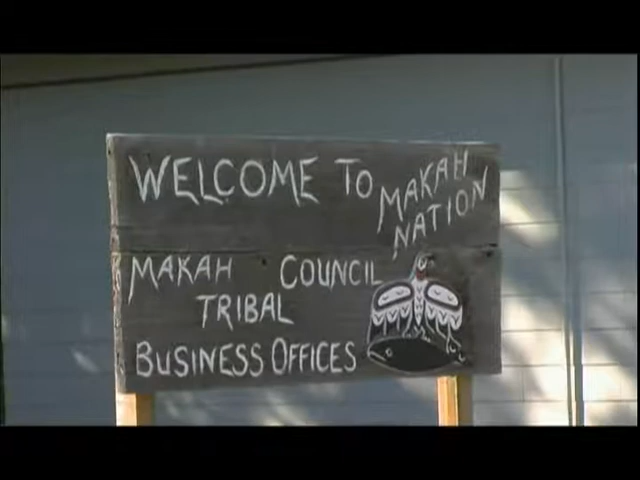 WELCOME TO MAKAH NATION
MAKAH COUNCIL
TRIBAL
BUSINESS OFFICES